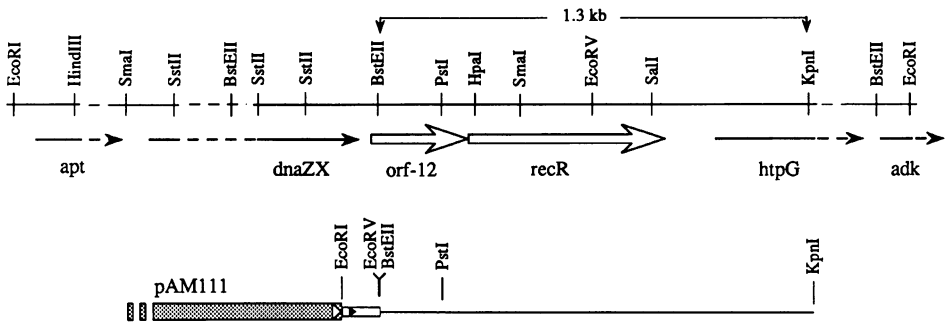 1.3 kb
EcoRI
HindIII
SmaI
SstII
BstEII
SstII
SstII
BstEII
PstI
HpaI
SmaI
EcoRV
SalI
KpnI
BstEII
EcoRI
apt
dnaZX
orf-12
recR
htpG
adk
EcoRI
EcoRV
BstEII
PstI
KpnI
pAM111